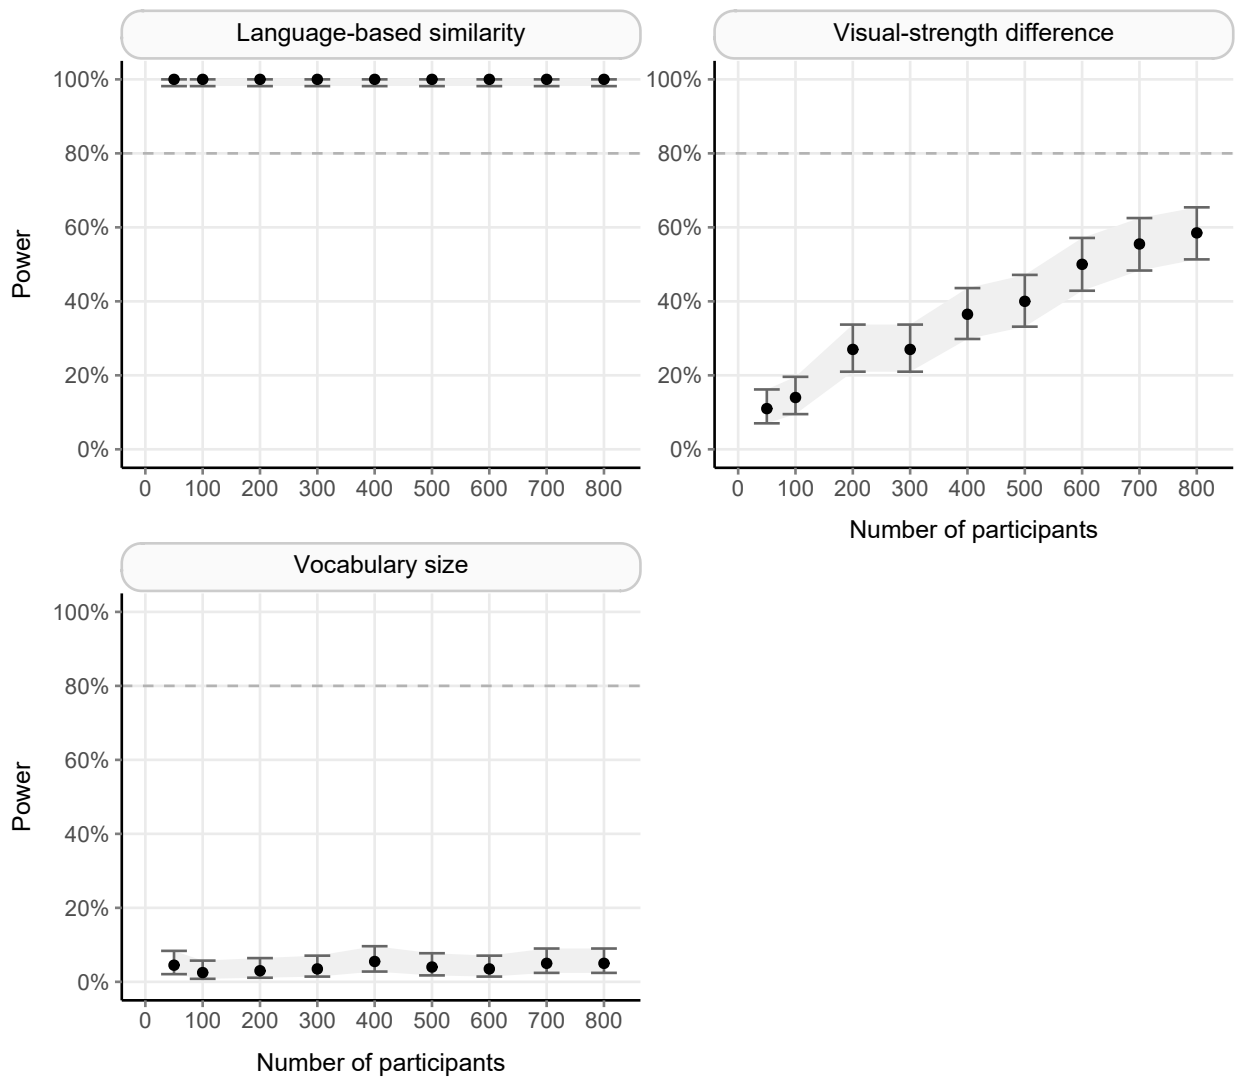 Language-based similarity
Visual-strength difference
100%
80%
60%
40%
20%
0%
Power
0 100 200 300 400 500 600 700 800
100%
80%
60%
40%
20%
0%
0 100 200 300 400 500 600 700 800
Number of participants
Vocabulary size
100%
80%
60%
40%
20%
0%
Power
0 100 200 300 400 500 600 700 800
Number of participants